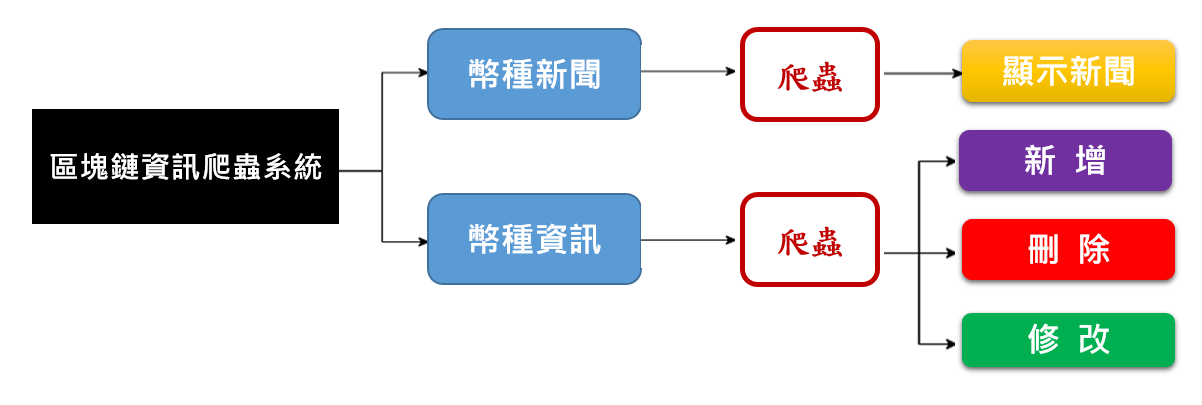 區塊鏈資訊爬蟲系統
幣種新聞
爬蟲
顯示新聞
幣種資訊
爬蟲
新 增
刪 除
修 改